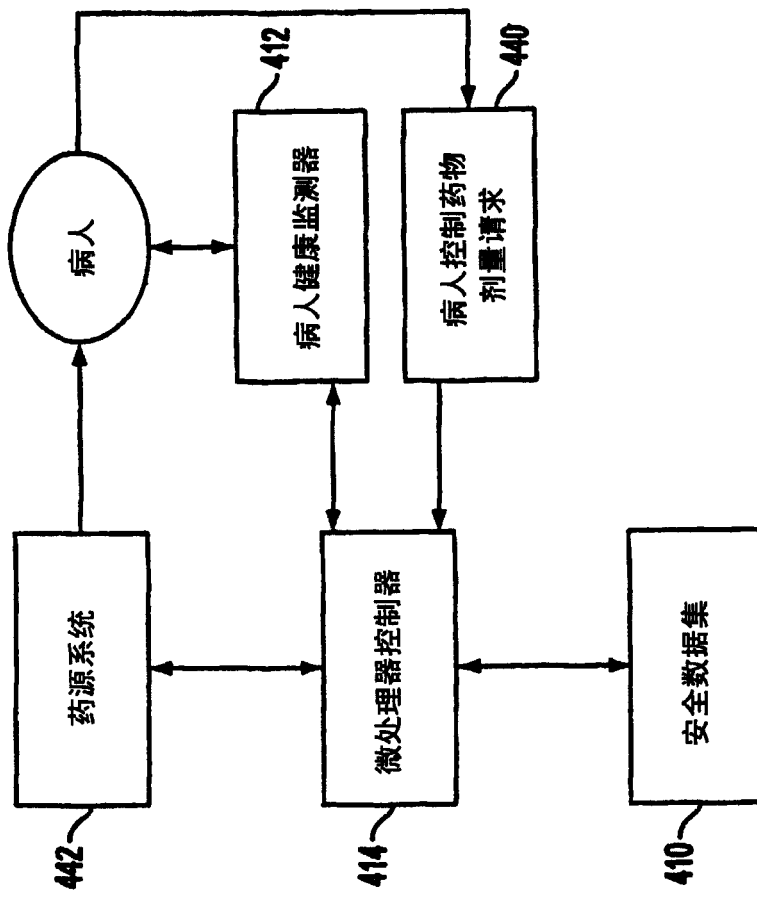 442
药源系统
病人
414
微处理器控制器
病人健康监测器
412
病人控制药物
剂量请求
440
410
安全数据集